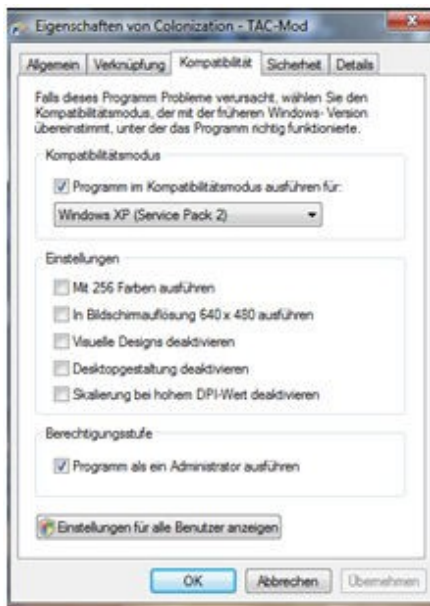 Eigenschaften von Colonization - TAC-Mod
Allgemein Verknüpfung Kompatibilität Sicherheit Details
Falls dieses Programm Probleme verursacht, wählen Sie den
Kompatibilitätsmodus, der mit der früheren Windows-Version
übereinstimmt, unter der das Programm richtig funktionierte.
Kompatibilitätsmodus
Programm im Kompatibilitätsmodus ausführen für:
Windows XP (Service Pack 2)
Einstellungen
Mit 256 Farben ausführen
In Bildschirmauflösung 640 x 480 ausführen
Visuelle Designs deaktivieren
Desktopgestaltung deaktivieren
Skalierung bei hohem DPI-Wert deaktivieren
Berechtigungsstufe
Programm als ein Administrator ausführen
Einstellungen für alle Benutzer anzeigen
OK Abbrechen Übernehmen